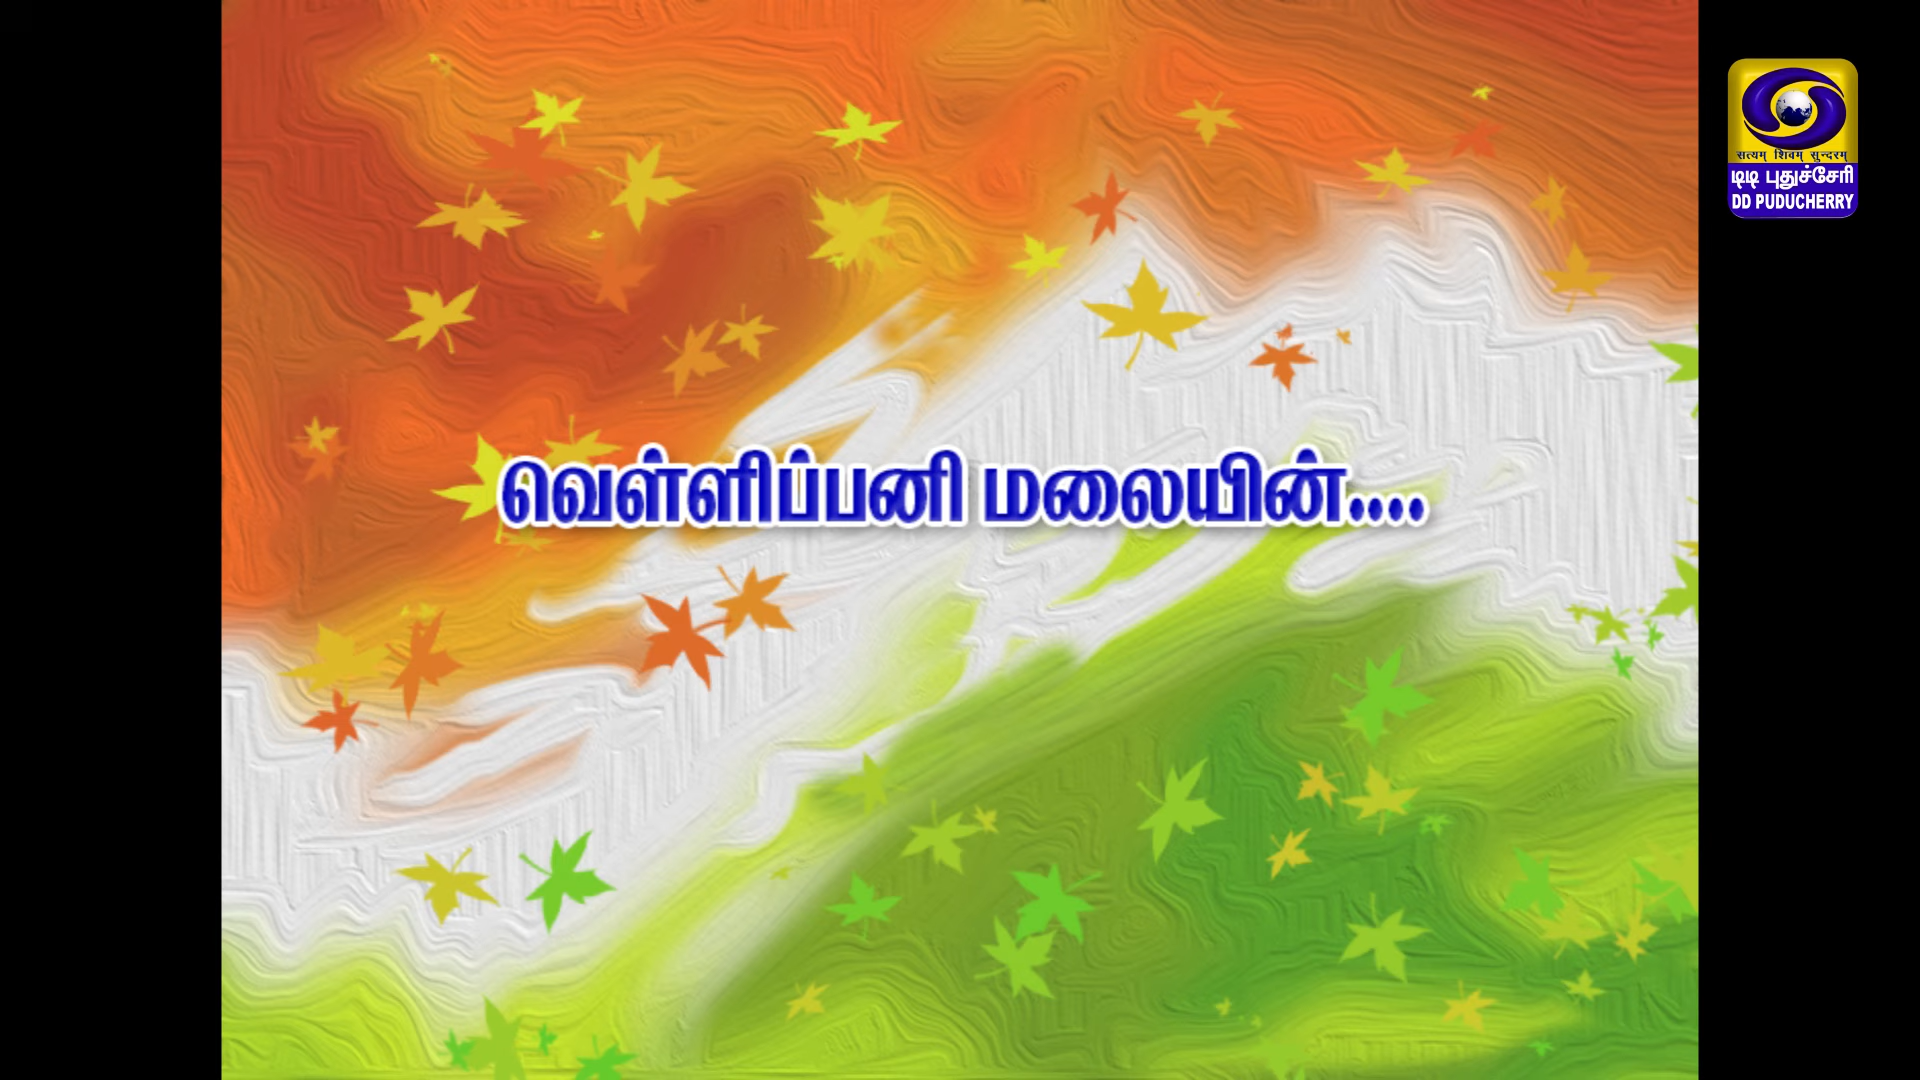 வெள்ளிப்பனி மலையின்....
सत्यम् शिवम् सुन्दरम्
டிடி புதுச்சேரி
DD PUDUCHERRY